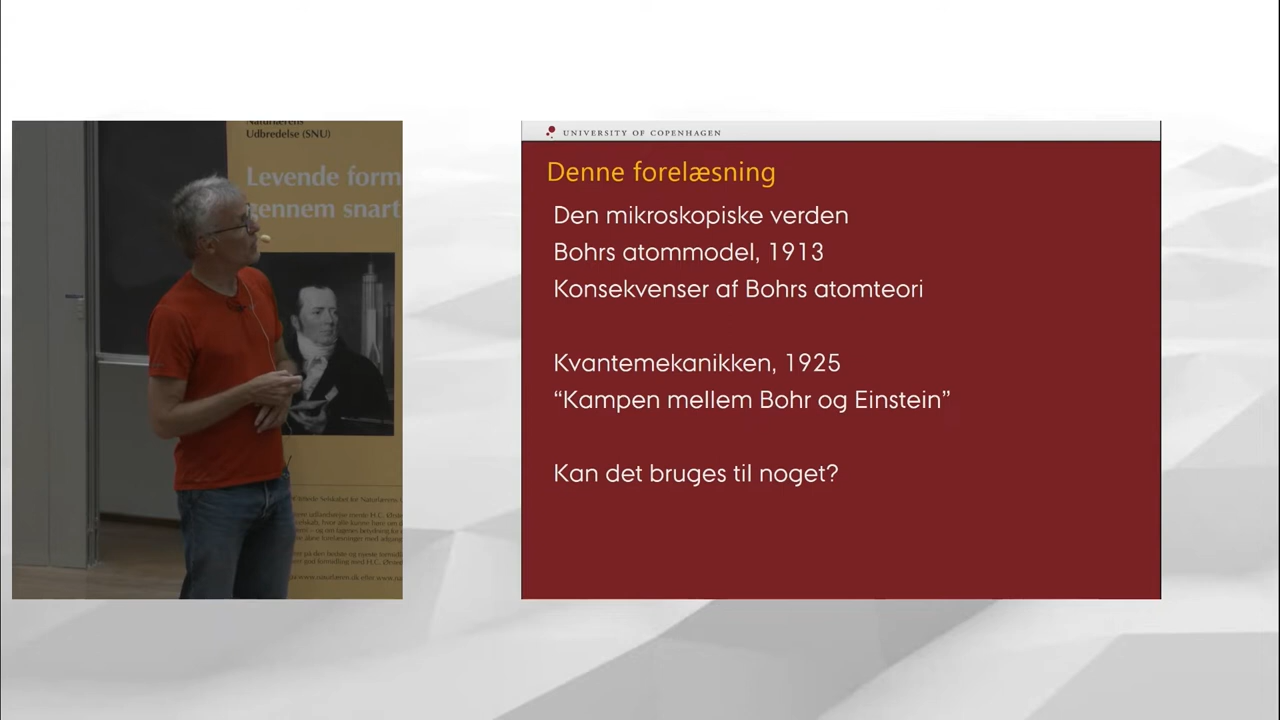 Naturlærens
Udbredelse (SNU)
Levende form
gennem snart
UNIVERSITY OF COPENHAGEN
Denne forelæsning
Den mikroskopiske verden
Bohrs atommodel, 1913
Konsekvenser af Bohrs atomteori
Kvantemekanikken, 1925
“Kampen mellem Bohr og Einstein”
Kan det bruges til noget?